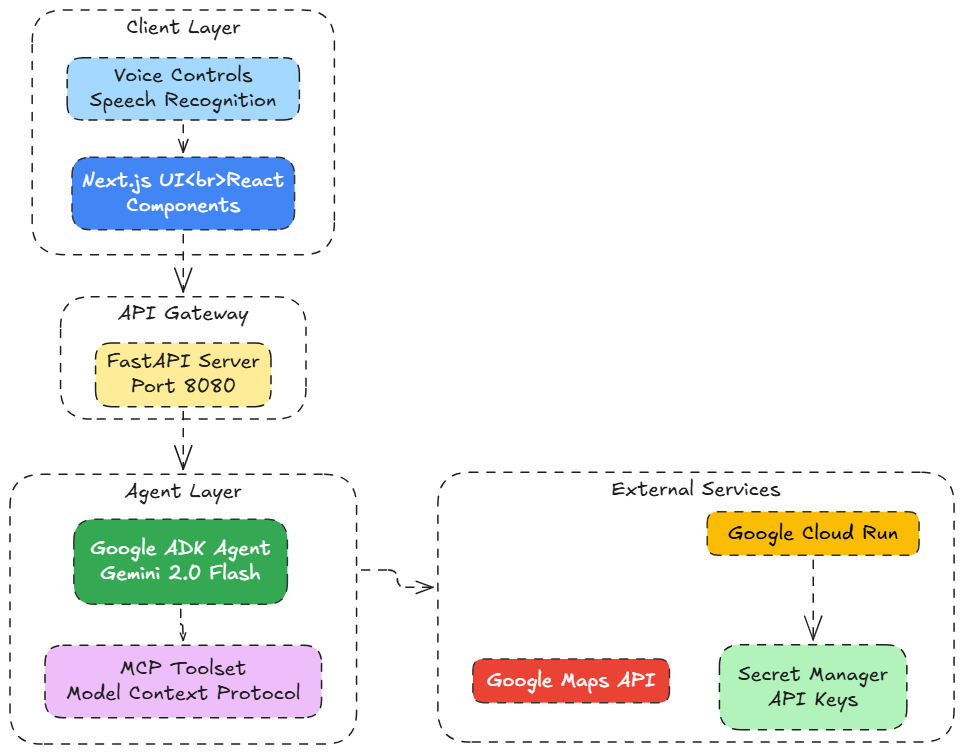 Client Layer
Voice Controls
Speech Recognition
Next.js UI<br>React
Components
API Gateway
FastAPI Server
Port 8080
Agent Layer
Google ADK Agent
Gemini 2.0 Flash
MCP Toolset
Model Context Protocol
External Services
Google Cloud Run
Google Maps API
Secret Manager
API Keys